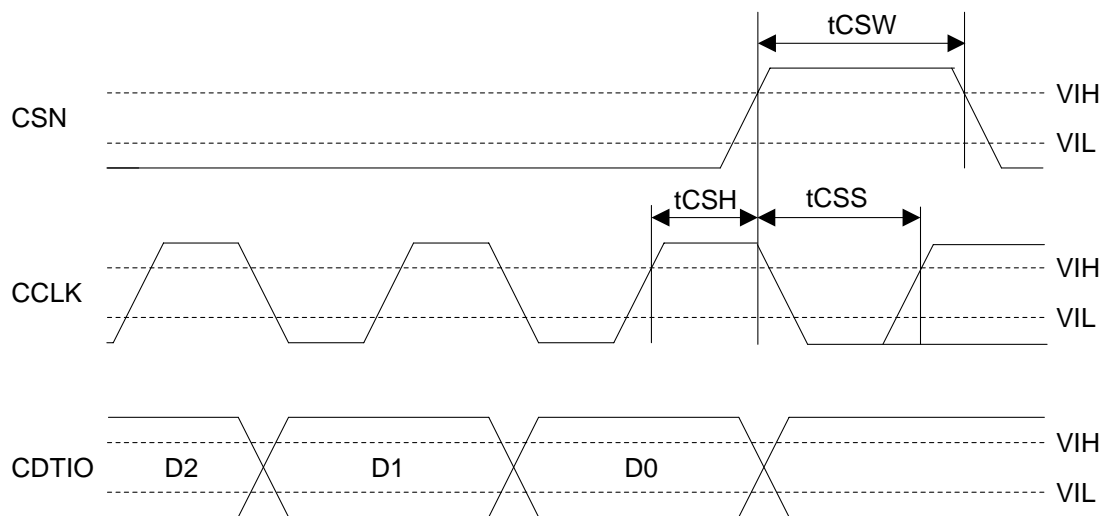 tCSW
CSN
VIH
VIL
tCSH
tCSS
CCLK
VIH
VIL
CDTIO
D2
D1
D0
VIH
VIL